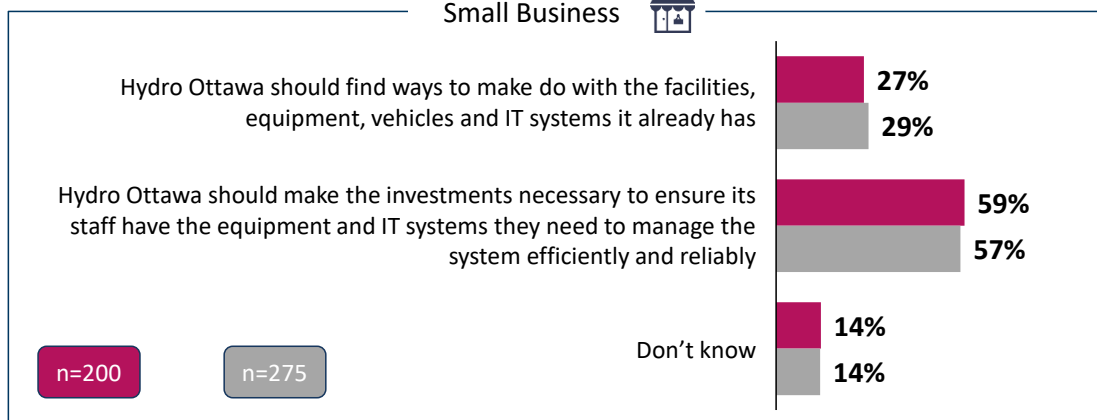 Small Business
Hydro Ottawa should find ways to make do with the facilities,
equipment, vehicles and IT systems it already has
27%
29%
Hydro Ottawa should make the investments necessary to ensure its
staff have the equipment and IT systems they need to manage the
system efficiently and reliably
59%
57%
Don’t know
14%
14%
n=200
n=275